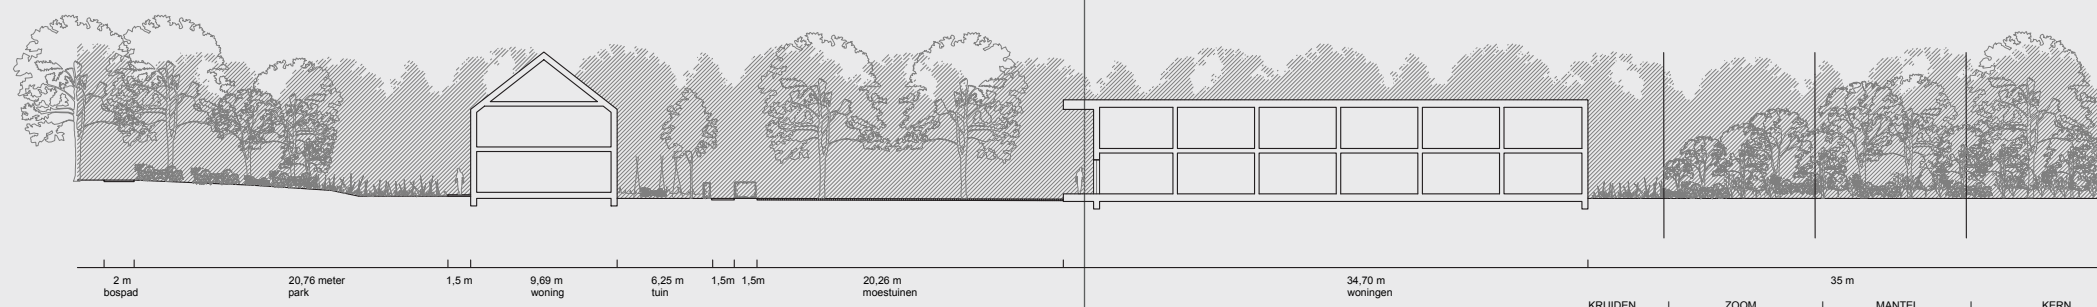 2 m
bospad
20,76 meter
park
1,5 m
9,69 m
woning
6,25 m
tuin
1,5m
1,5m
20,26 m
moestuinen
34,70 m
woningen
35 m
KRUIDEN
ZOOM
MANTEL
KERN